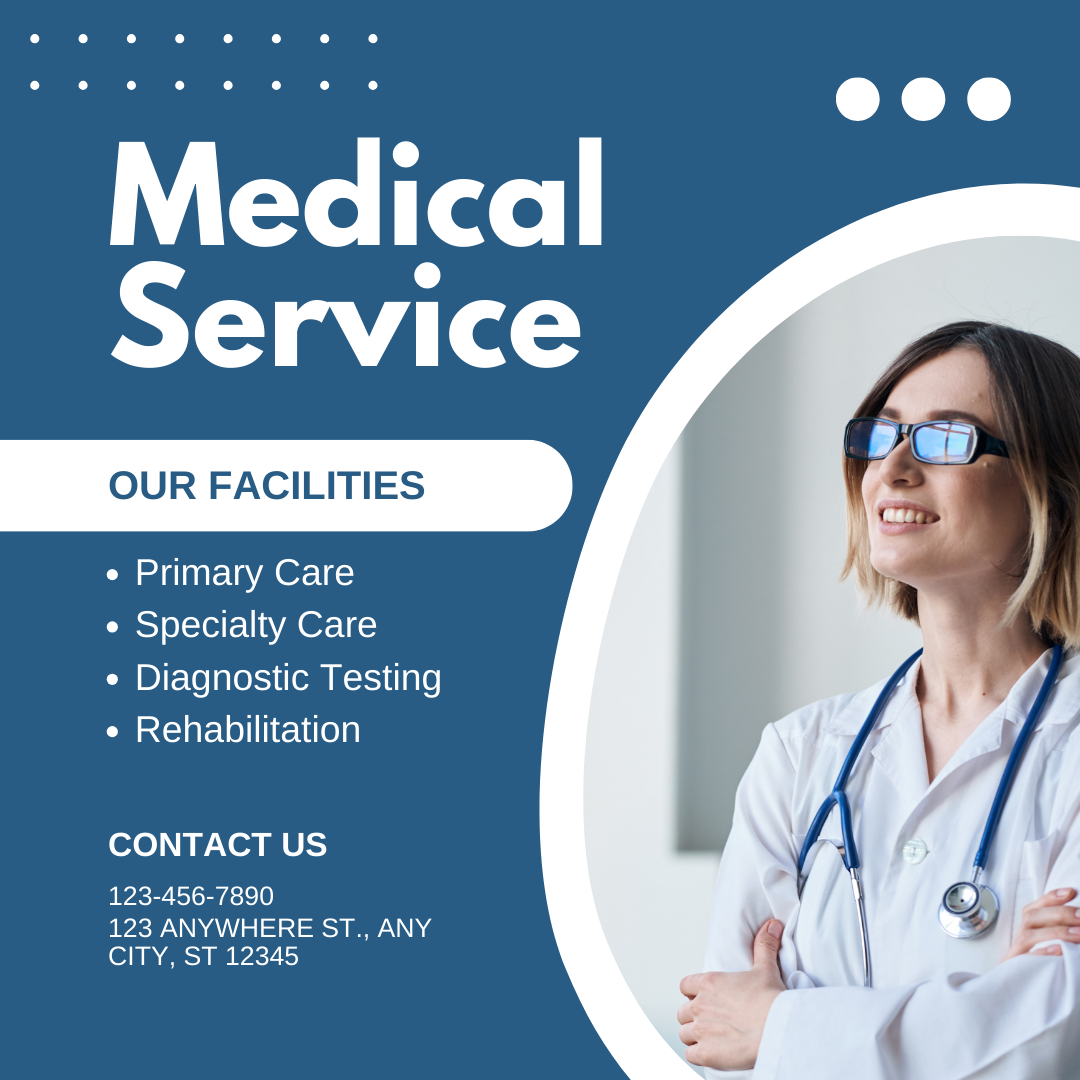 Medical
Service
OUR FACILITIES
• Primary Care
• Specialty Care
• Diagnostic Testing
• Rehabilitation
CONTACT US
123-456-7890
123 ANYWHERE ST., ANY
CITY, ST 12345